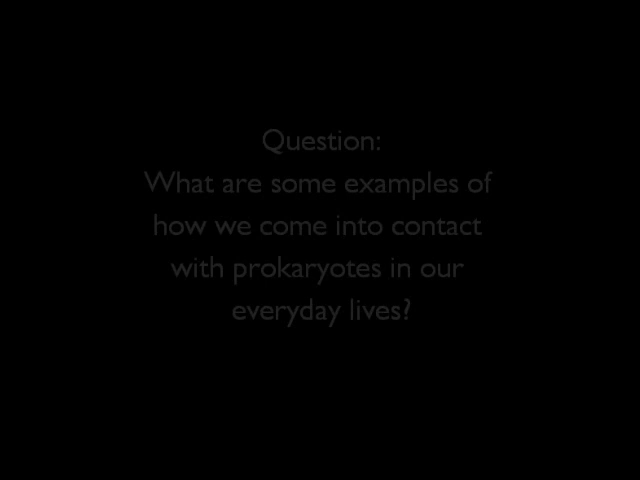 Question:
What are some examples of
how we come into contact
with prokaryotes in our
everyday lives?